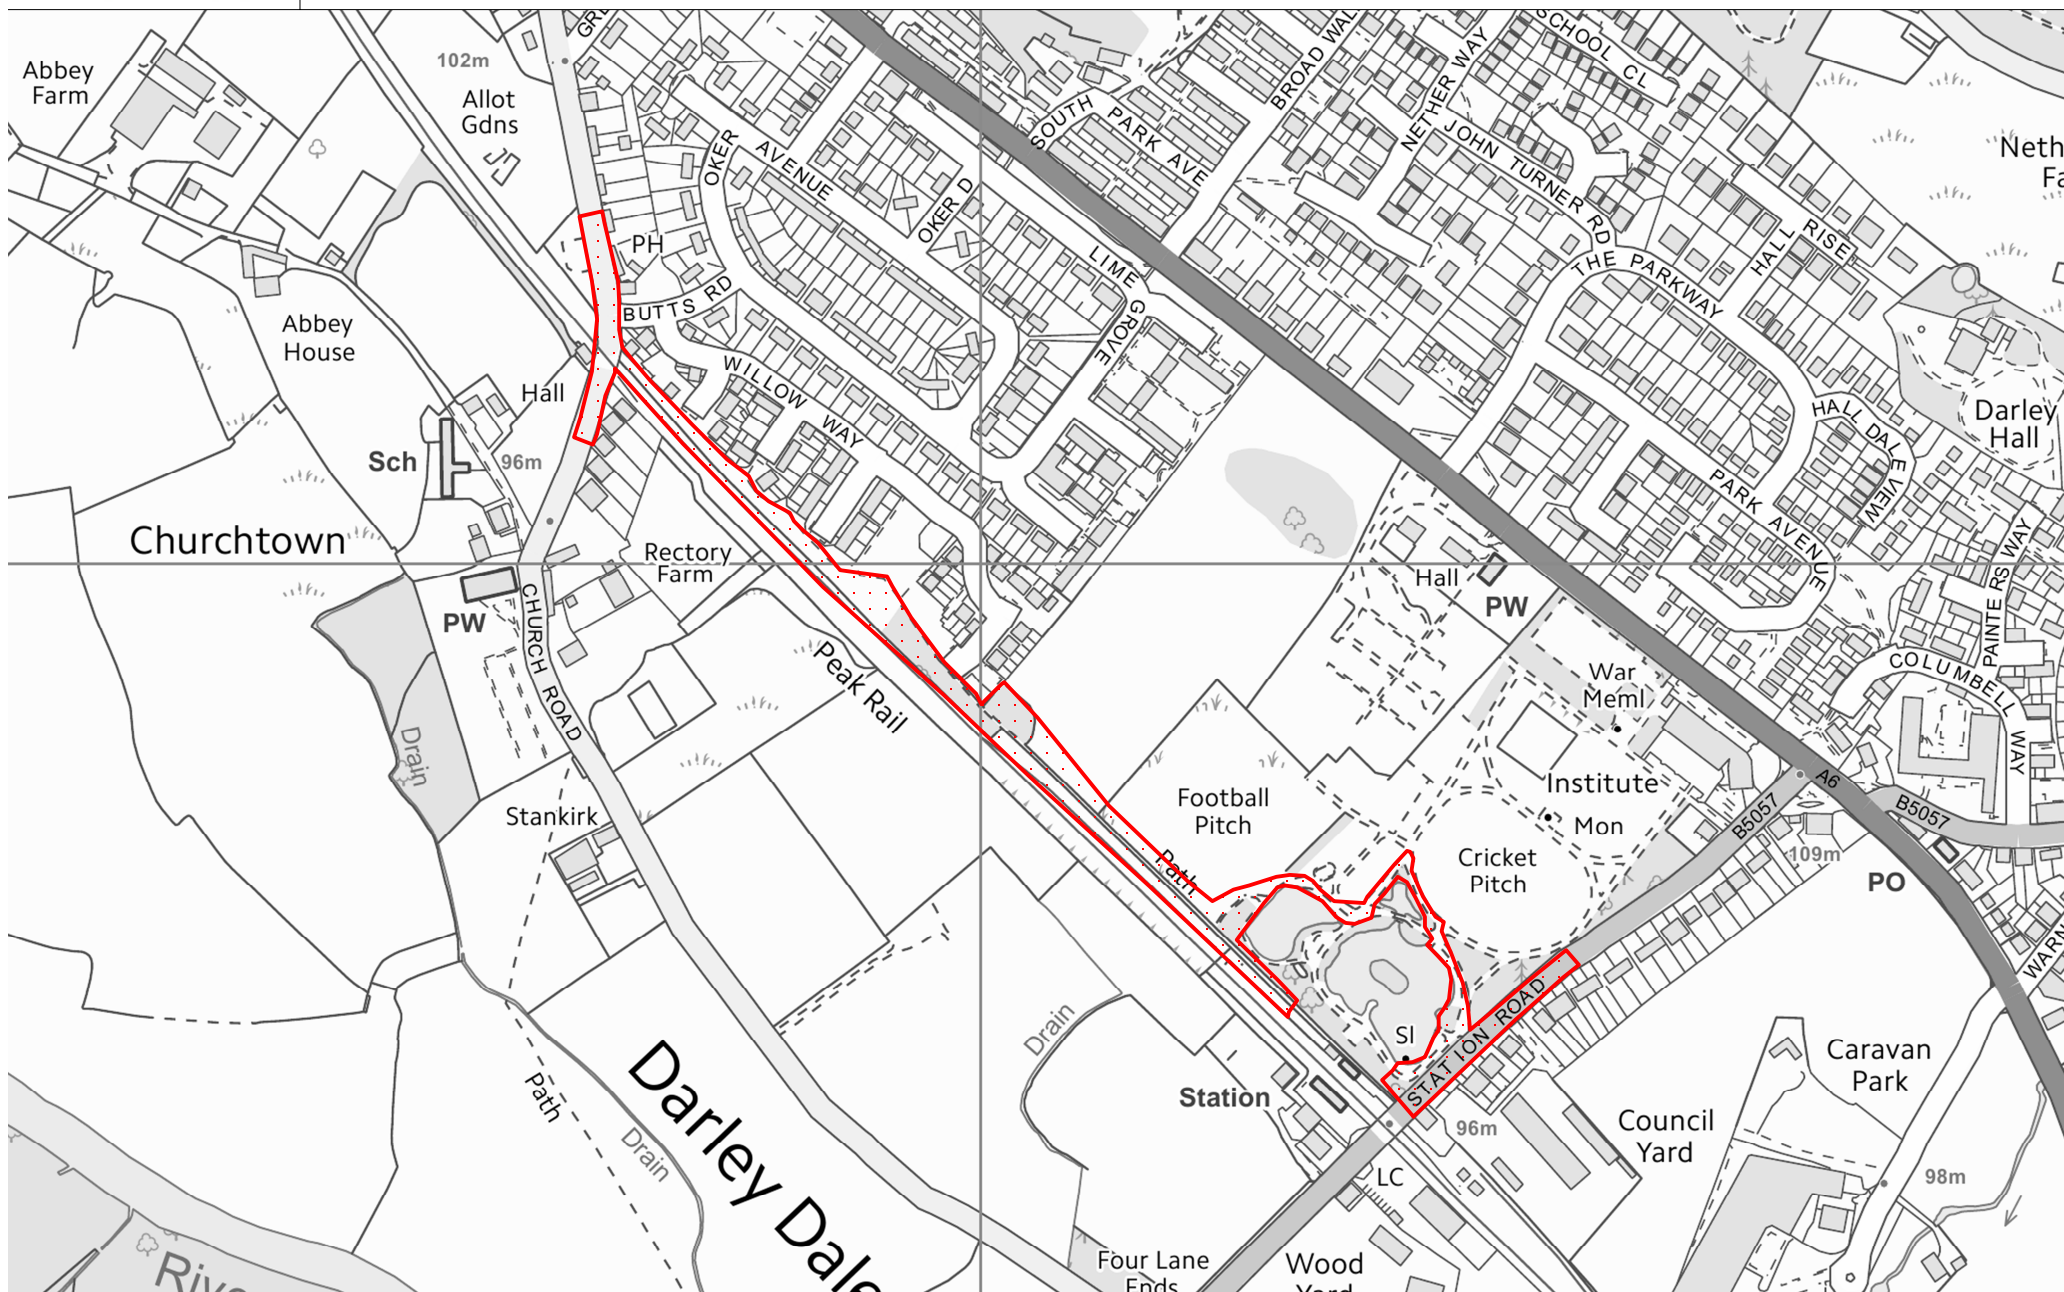 102m
Abbey
Farm
Allot
Gdns
SCHOOL CL
BROAD WAL
NETHER WAY
SOUTH PARK AVE
JOHN TURNER RD
OKER
AVENUE
OKER D
Neth
Fa
PH
BUTTS RD
LIME GROVE
THE PARKWAY
HALL RISE
Abbey
House
WILLOW WAY
Hall
Sch
96m
HALL DALE VIEW
Darley
Hall
PARK AVENUE
Churchtown
Rectory
Farm
PW
CHURCH ROAD
Hall
PW
PAINTERS WAY
COLUMBELL WAY
War
Meml
Peak Rail
Drain
Stankirk
Football
Pitch
Institute
Mon
Cricket
Pitch
A6
B5057
B5057
109m
PO
Path
WARN
Drain
SI
STATION ROAD
Station
96m
LC
Caravan
Park
Council
Yard
98m
Path
Drain
Darley Dale
Four Lane
Ends
Wood
Yard
Rive